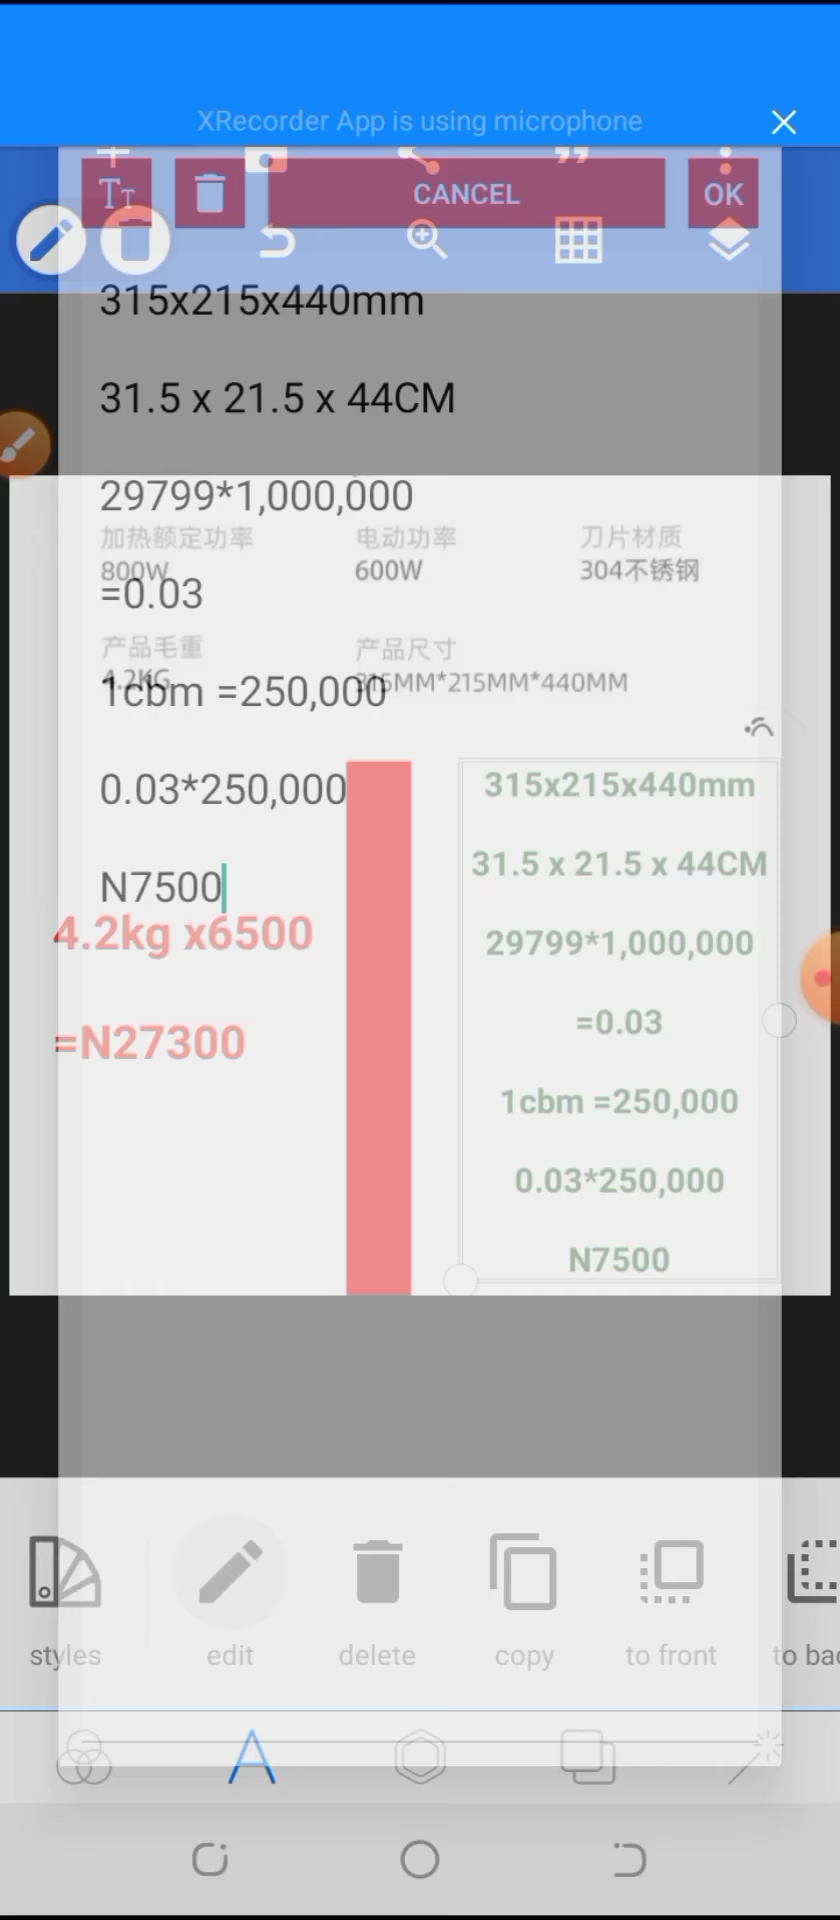 XRecorder App is using microphone
TT
CANCEL
OK
315x215x440mm
31.5 x 21.5 x 44CM
29799*1,000,000
加热额定功率
电动功率
刀片材质
800W
600W
304不锈钢
=0.03
产品毛重
产品尺寸
4.2KG
315MM*215MM*440MM
1cbm =250,000
0.03*250,000
N7500
4.2kg x6500
=N27300
315x215x440mm
31.5 x 21.5 x 44CM
29799*1,000,000
=0.03
1cbm =250,000
0.03*250,000
N7500
styles
edit
delete
copy
to front
to bac